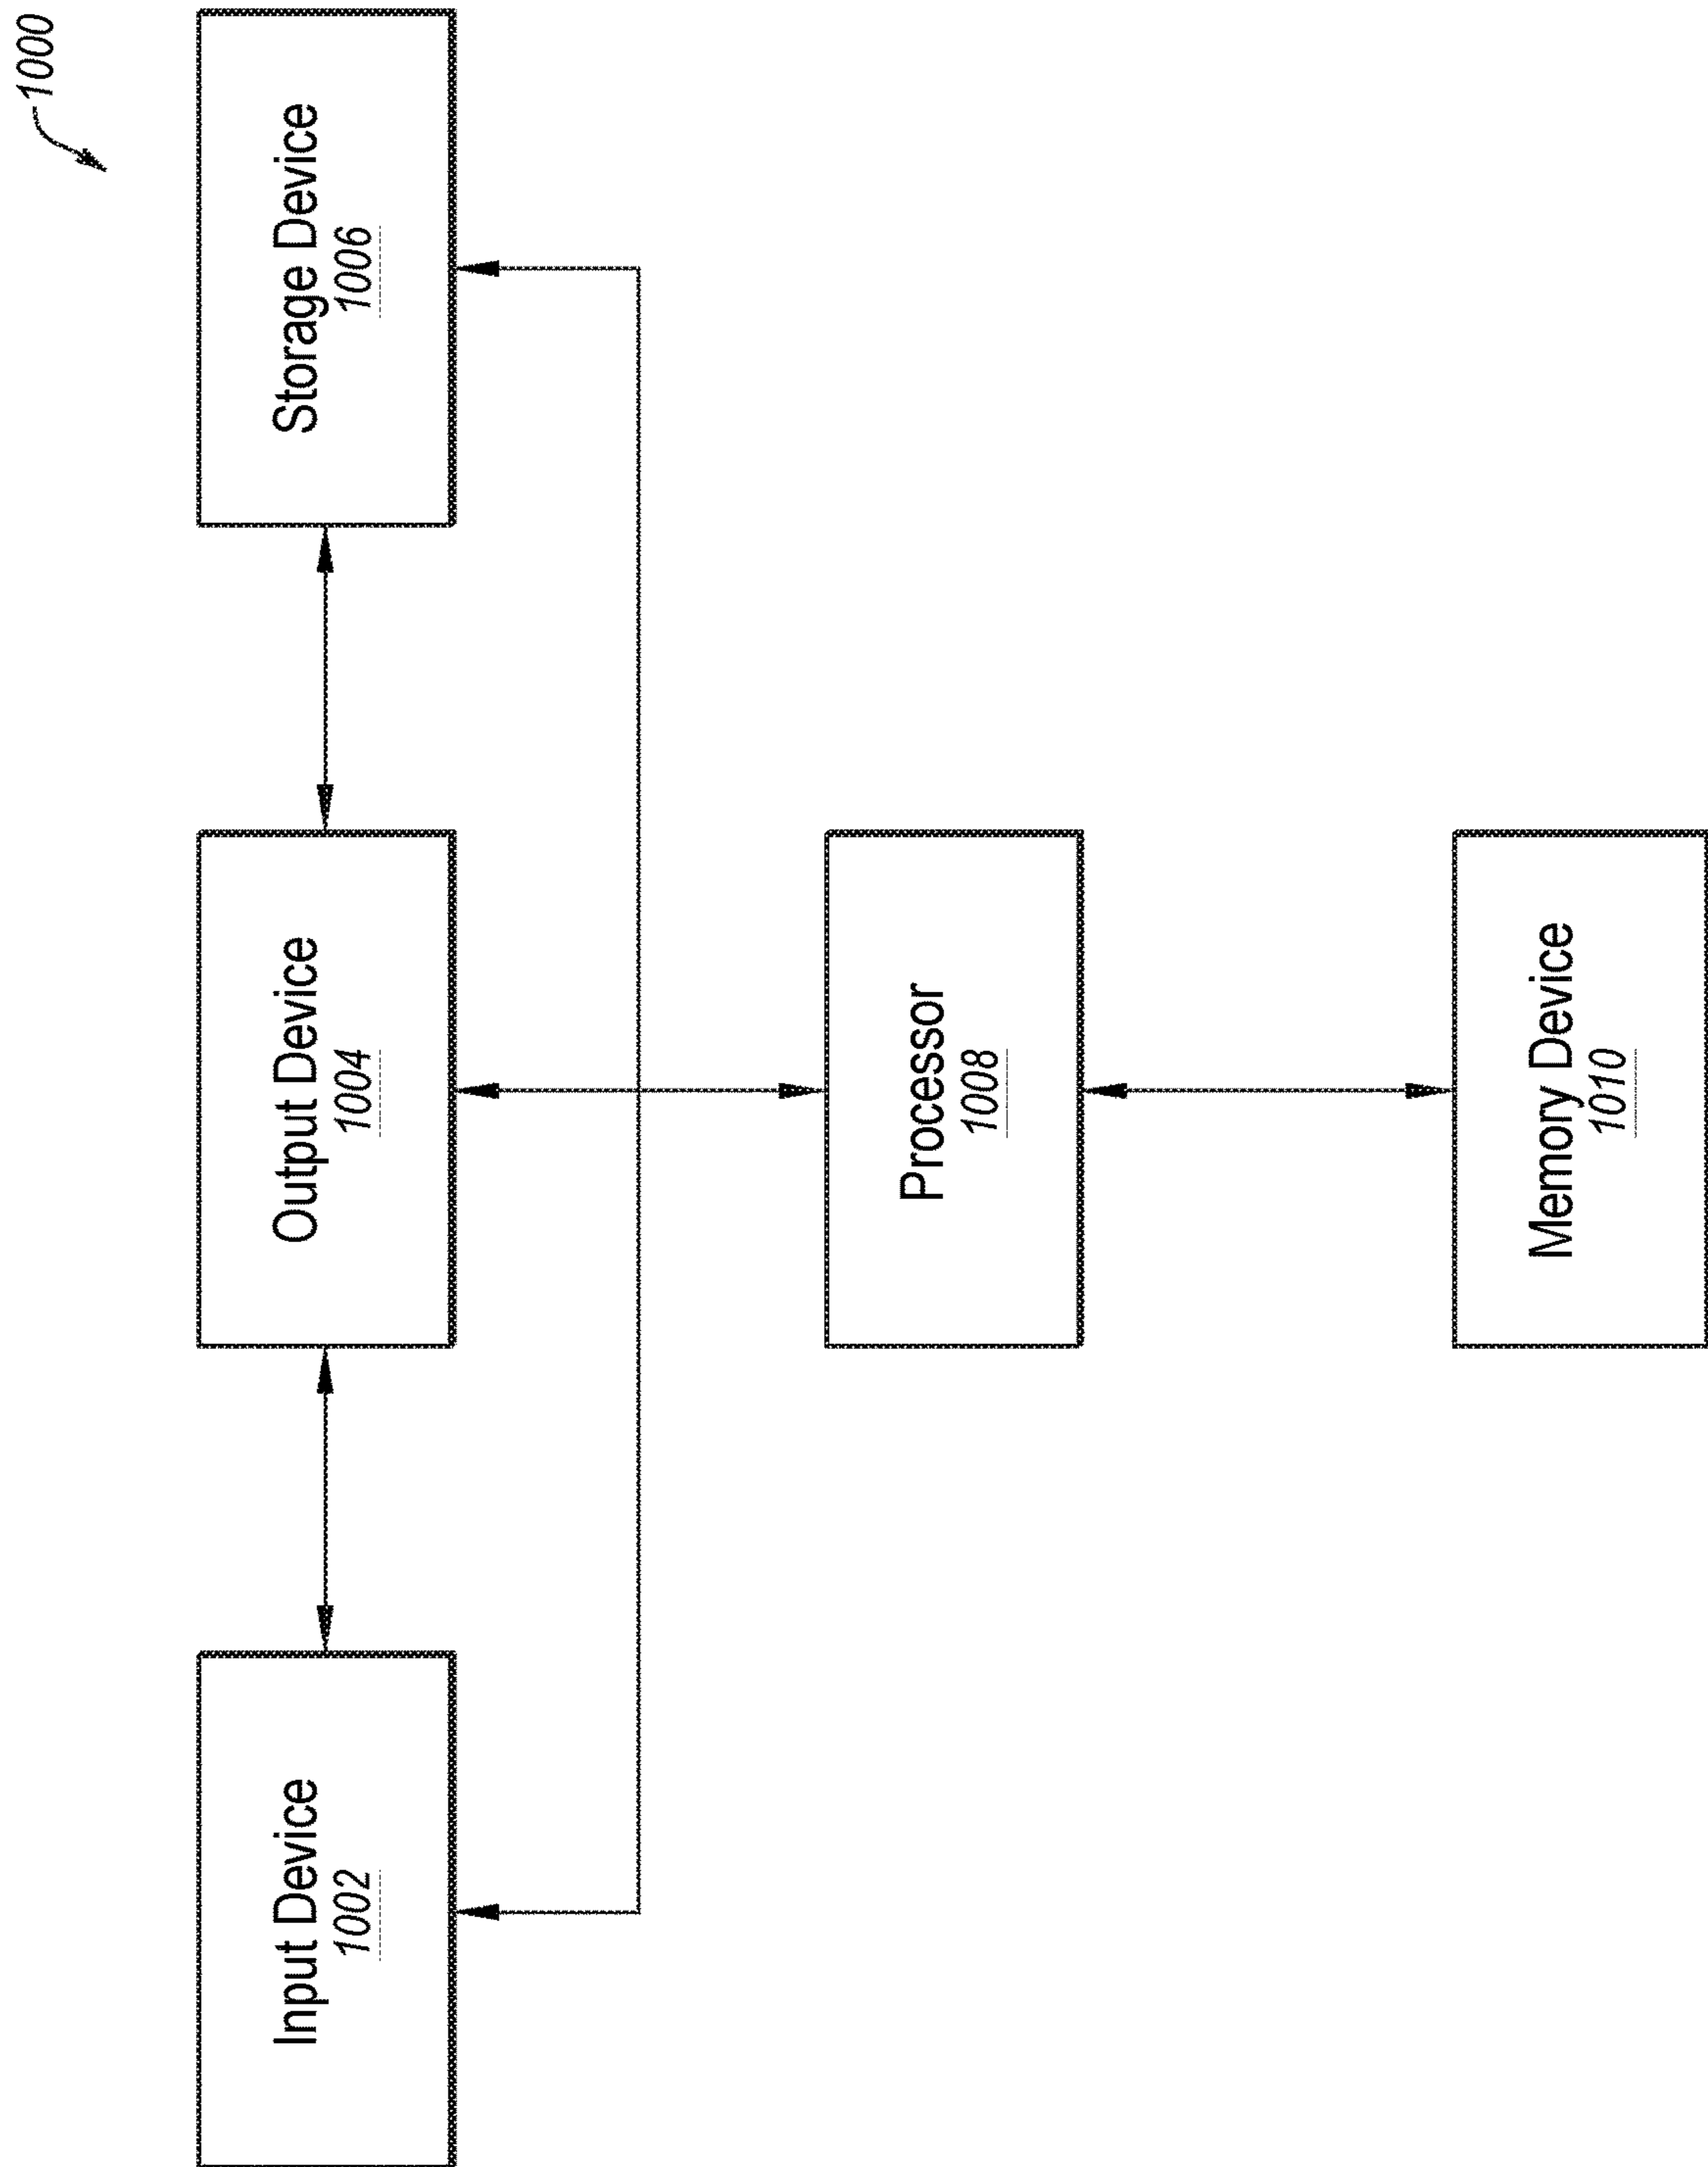 1000
Input Device
1002
Output Device
1004
Storage Device
1006
Processor
1008
Memory Device
1010